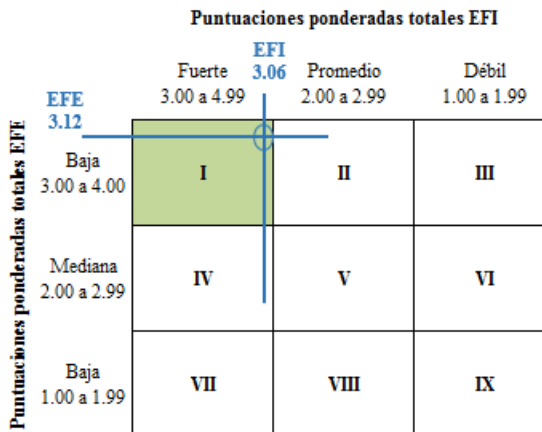 Puntuaciones ponderadas totales EFI
EFI
3.06
Fuerte
3.00 a 4.99
Promedio
2.00 a 2.99
Débil
1.00 a 1.99
EFE
3.12
Puntuaciones ponderadas totales EFE
Baja
3.00 a 4.00
I
II
III
Mediana
2.00 a 2.99
IV
V
VI
Baja
1.00 a 1.99
VII
VIII
IX